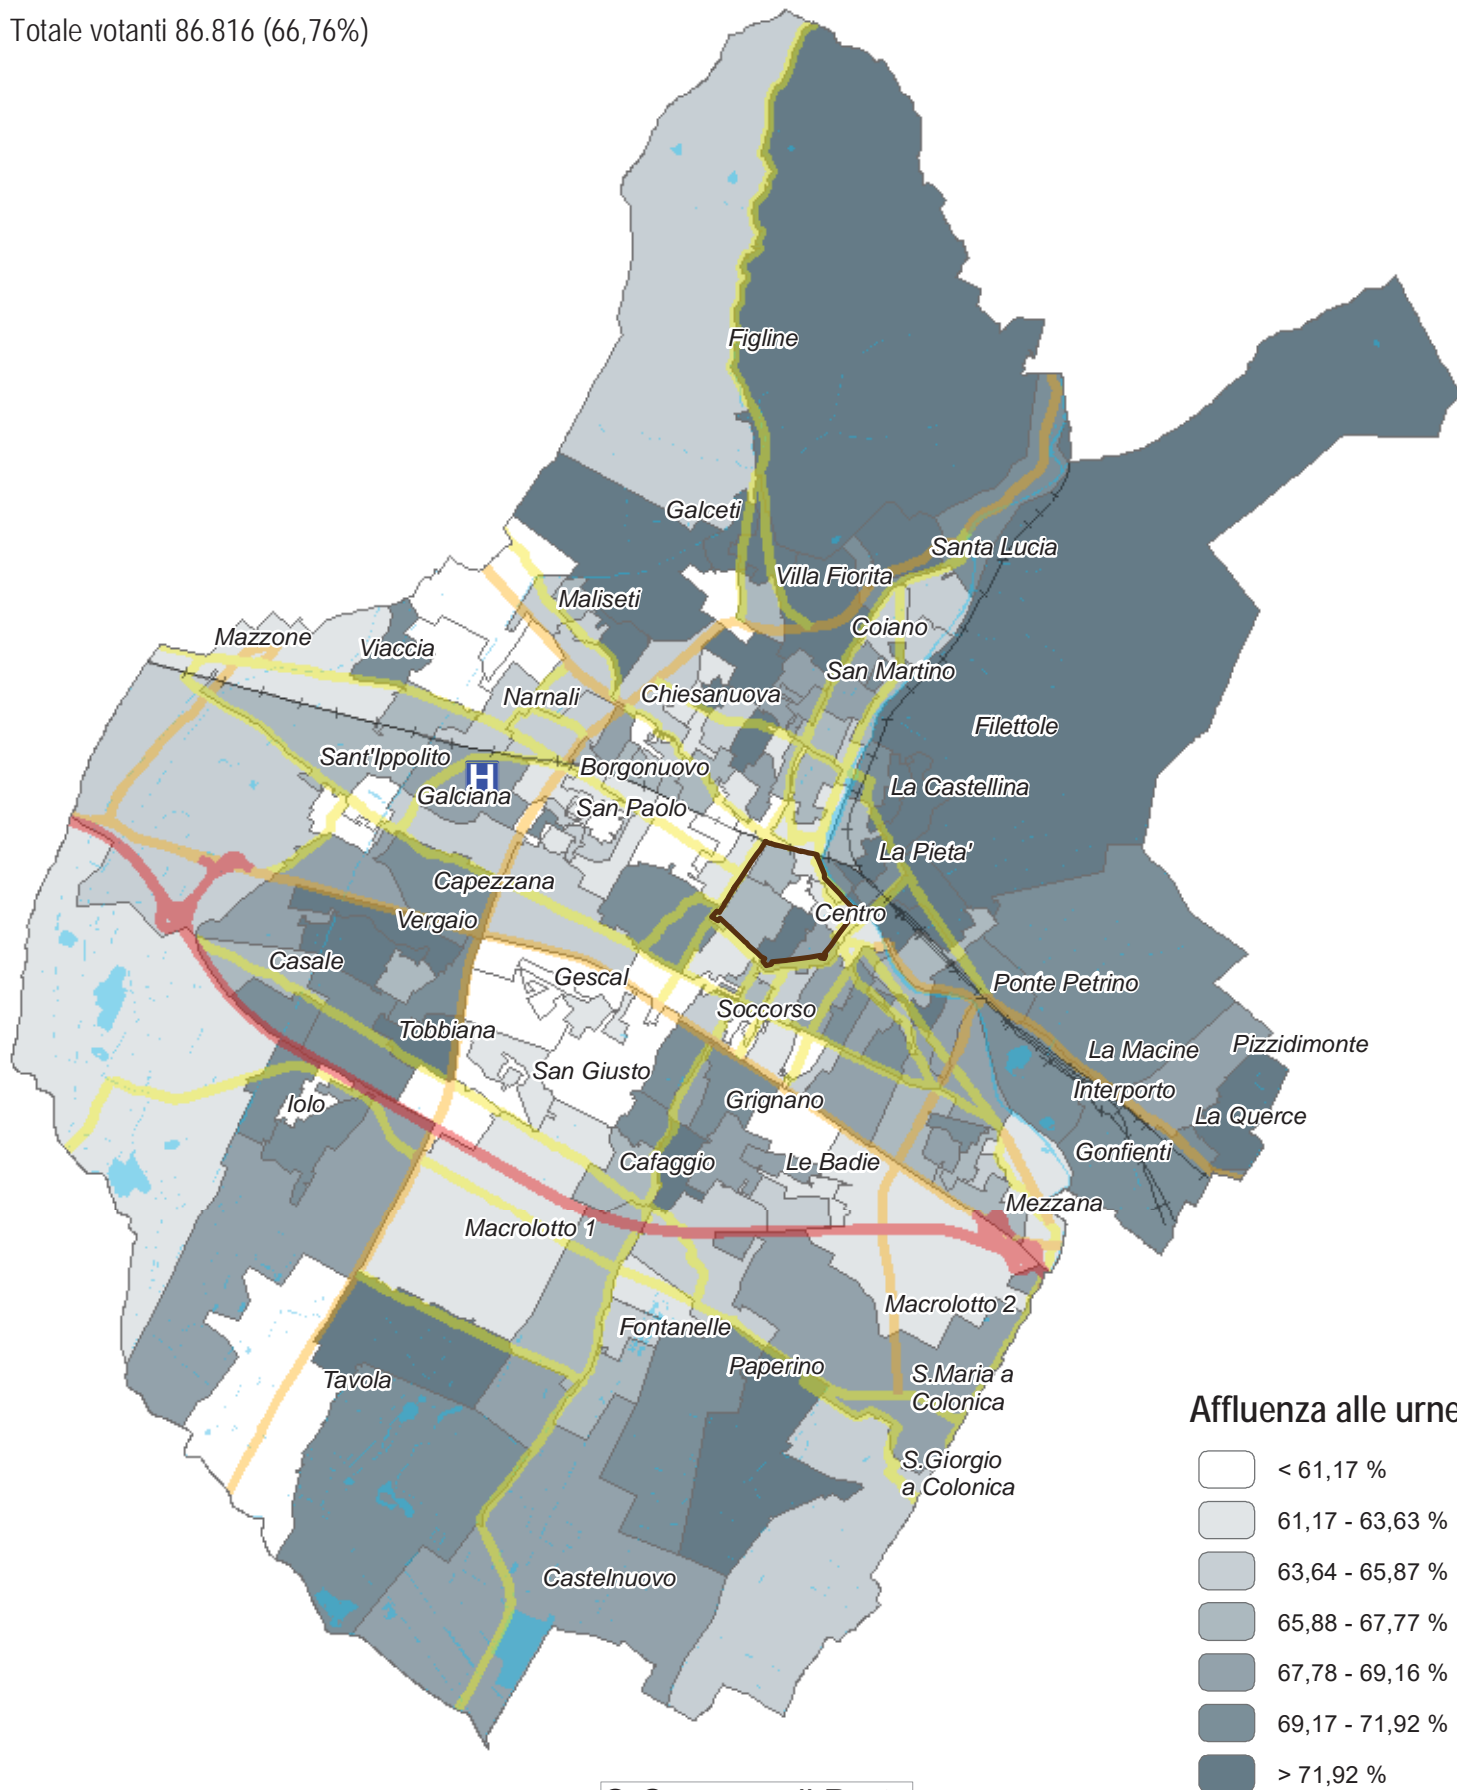 Totale votanti 86.816 (66,76%)
Figline
Galceti
Santa Lucia
Villa Fiorita
Maliseti
Coiano
Mazzone
Viaccia
San Martino
Narnali
Chiesanuova
Filettole
Sant'Ippolito
Borgonuovo
H
La Castellina
Galciana
San Paolo
La Pieta'
Capezzana
Vergaio
Centro
Casale
Gescal
Ponte Petrino
Soccorso
Tobbiana
La Macine
Pizzidimonte
San Giusto
Interporto
Iolo
Grignano
La Querce
Cafaggio
Le Badie
Gonfienti
Mezzana
Macrolotto 1
Macrolotto 2
Fontanelle
Paperino
S.Maria a
Colonica
Tavola
S.Giorgio
a Colonica
Castelnuovo
Affluenza alle urne
< 61,17 %
61,17 - 63,63 %
63,64 - 65,87 %
65,88 - 67,77 %
67,78 - 69,16 %
69,17 - 71,92 %
> 71,92 %